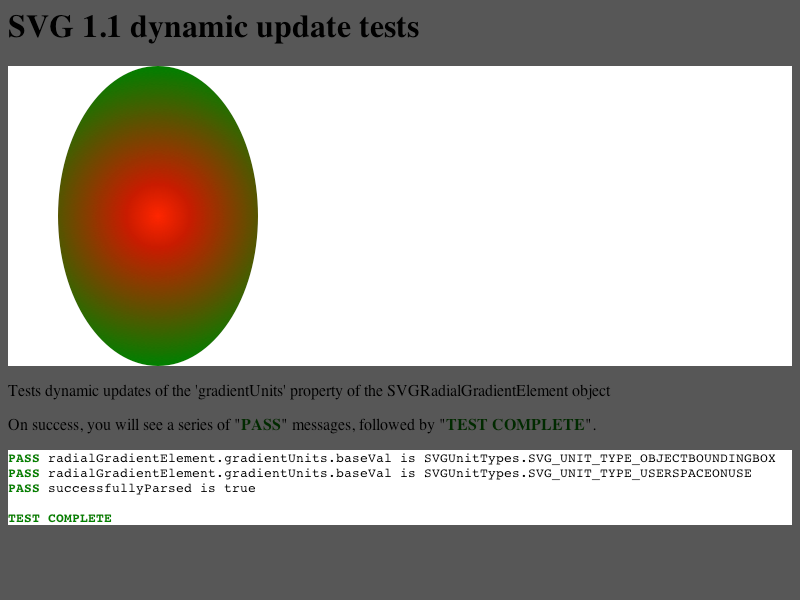 SVG 1.1 dynamic update tests
Tests dynamic updates of the 'gradientUnits' property of the SVGRadialGradientElement object
On success, you will see a series of "PASS" messages, followed by "TEST COMPLETE".
PASS radialGradientElement.gradientUnits.baseVal is SVGUnitTypes.SVG_UNIT_TYPE_OBJECTBOUNDINGBOX
PASS radialGradientElement.gradientUnits.baseVal is SVGUnitTypes.SVG_UNIT_TYPE_USERSPACEONUSE
PASS successfullyParsed is true
TEST COMPLETE